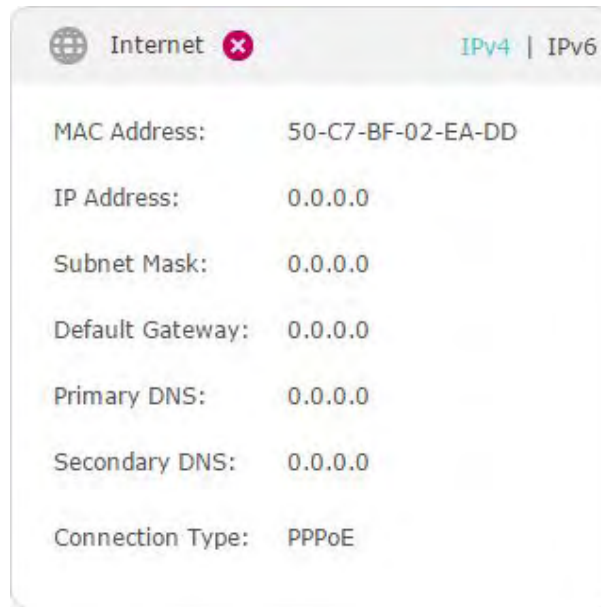 Internet IPv4 | IPv6
MAC Address: 50-C7-BF-02-EA-DD
IP Address: 0.0.0.0
Subnet Mask: 0.0.0.0
Default Gateway: 0.0.0.0
Primary DNS: 0.0.0.0
Secondary DNS: 0.0.0.0
Connection Type: PPPoE